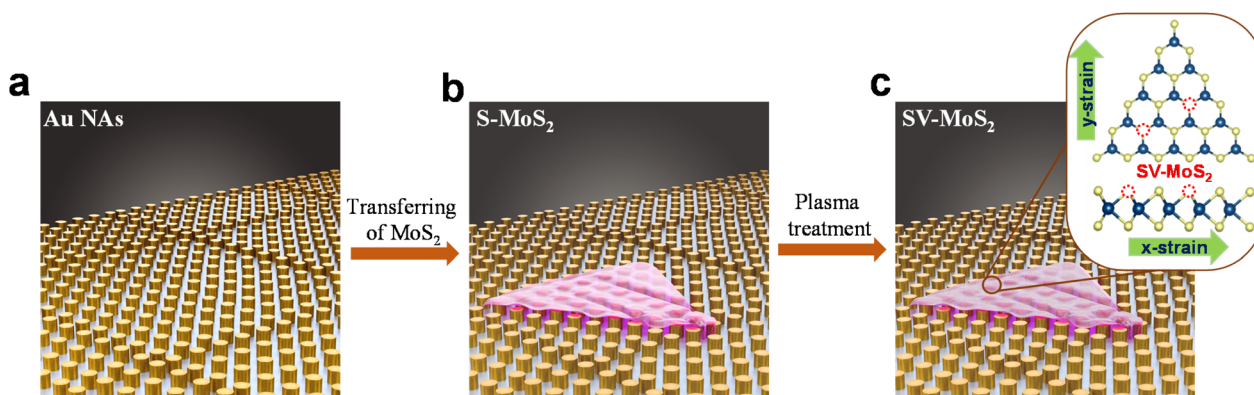 a
Au NAs
Transferring
of MoS₂
b
S-MoS₂
Plasma
treatment
c
SV-MoS₂
y-strain
SV-MoS₂
x-strain